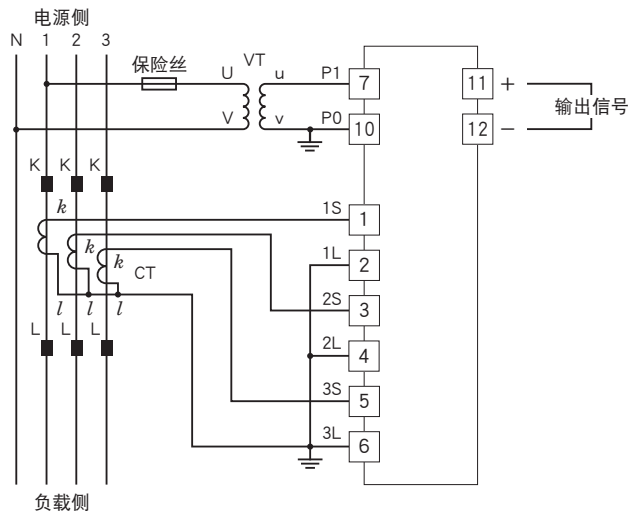 电源侧
N 1 2 3
保险丝
VT
U u P1 7 11 +
输出信号
V v P0 10 12 −
K K K
k 1S 1
k
k CT 1L 2
l l l 2S 3
L L L
2L 4
3S 5
3L 6
负载侧